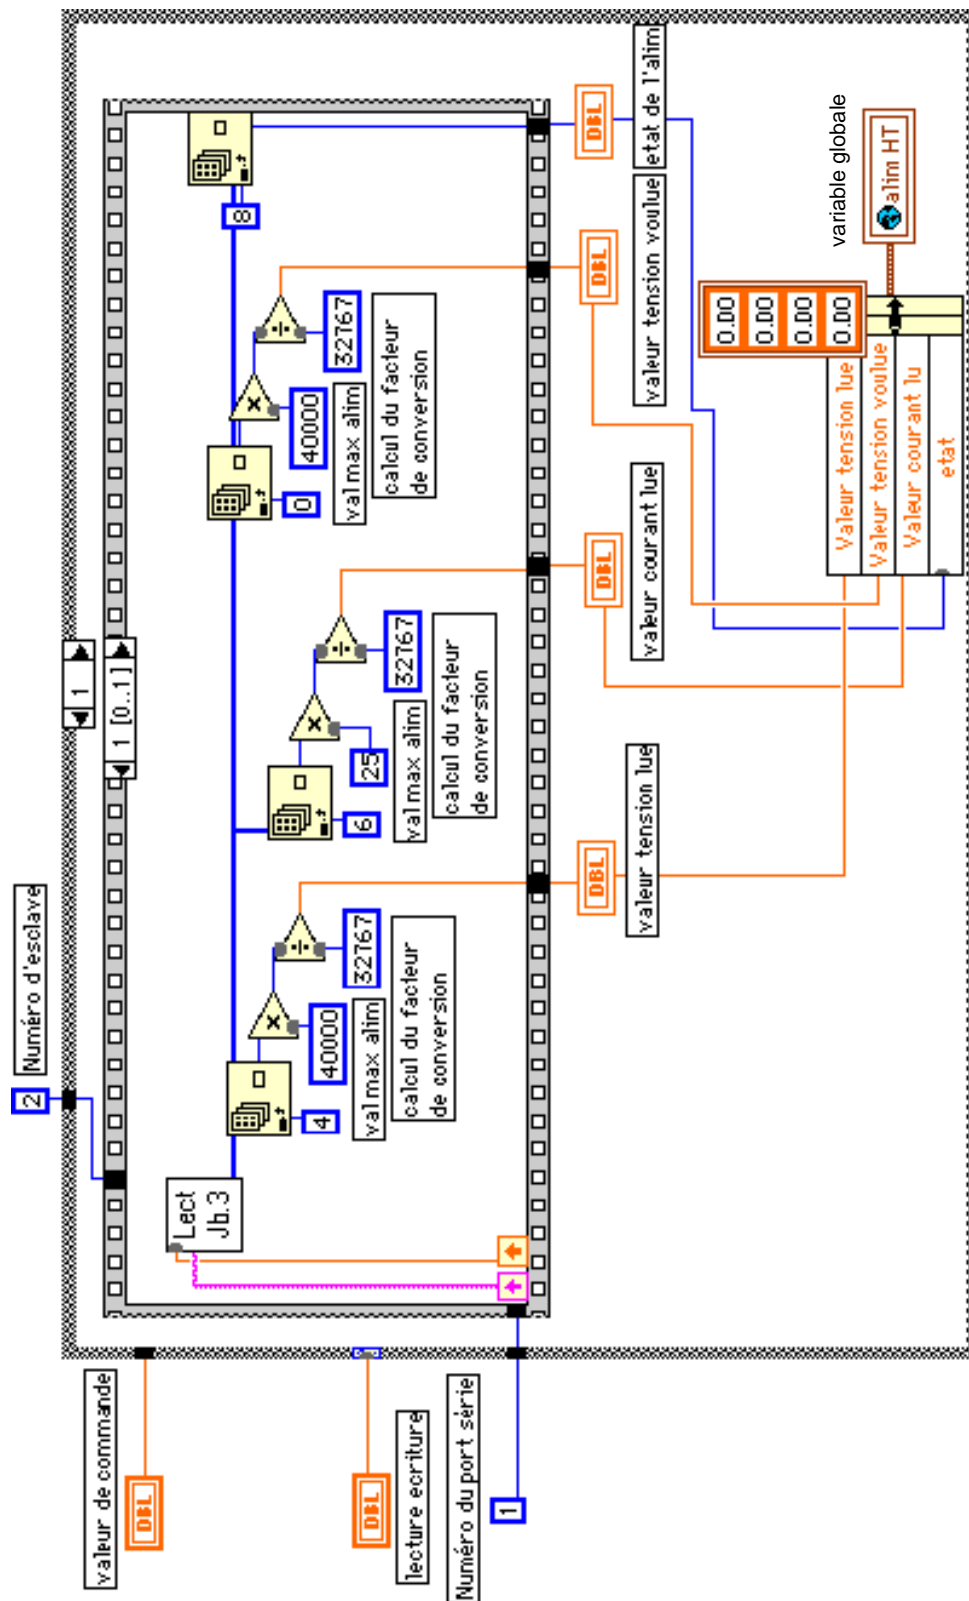 Numéro d'esclave
2
1
1 [0..1]
valeur de commande
DBL
lecture ecriture
DBL
Numéro du port série
1
Lect
Jb.3
4
40000
val max alim
32767
calcul du facteur
de conversion
6
25
val max alim
32767
calcul du facteur
de conversion
0
40000
val max alim
32767
calcul du facteur
de conversion
8
DBL
valeur tension lue
DBL
valeur courant lue
DBL
valeur tension voulue
DBL
etat de l'alim
0.00
0.00
0.00
0.00
Valeur tension lue
Valeur tension voulue
Valeur courant lu
etat
variable globale
alim HT